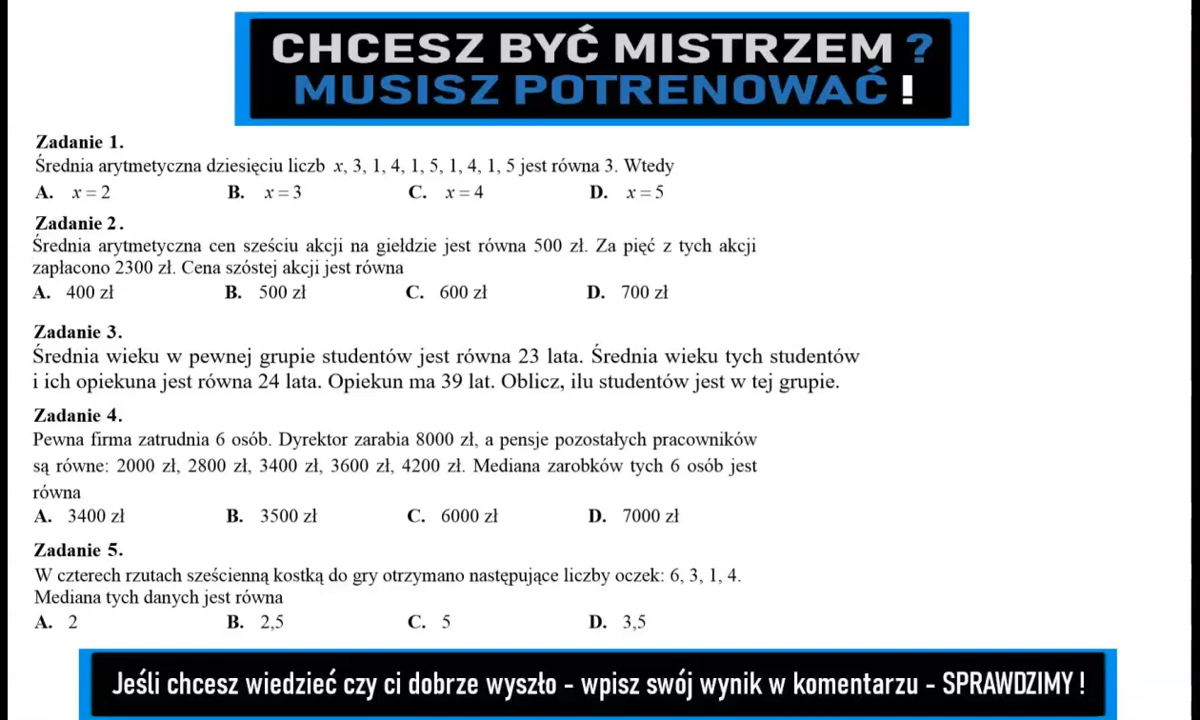 CHCESZ BYĆ MISTRZEM ?
MUSISZ POTRENOWAĆ !
Zadanie 1.
Średnia arytmetyczna dziesięciu liczb x, 3, 1, 4, 1, 5, 1, 4, 1, 5 jest równa 3. Wtedy
A. x = 2 B. x = 3 C. x = 4 D. x = 5
Zadanie 2.
Średnia arytmetyczna cen sześciu akcji na giełdzie jest równa 500 zł. Za pięć z tych akcji
zapłacono 2300 zł. Cena szóstej akcji jest równa
A. 400 zł B. 500 zł C. 600 zł D. 700 zł
Zadanie 3.
Średnia wieku w pewnej grupie studentów jest równa 23 lata. Średnia wieku tych studentów
i ich opiekuna jest równa 24 lata. Opiekun ma 39 lat. Oblicz, ilu studentów jest w tej grupie.
Zadanie 4.
Pewna firma zatrudnia 6 osób. Dyrektor zarabia 8000 zł, a pensje pozostałych pracowników
są równe: 2000 zł, 2800 zł, 3400 zł, 3600 zł, 4200 zł. Mediana zarobków tych 6 osób jest
równa
A. 3400 zł B. 3500 zł C. 6000 zł D. 7000 zł
Zadanie 5.
W czterech rzutach sześcienną kostką do gry otrzymano następujące liczby oczek: 6, 3, 1, 4.
Mediana tych danych jest równa
A. 2 B. 2,5 C. 5 D. 3,5
Jeśli chcesz wiedzieć czy ci dobrze wyszło - wpisz swój wynik w komentarzu - SPRAWDZIMY !